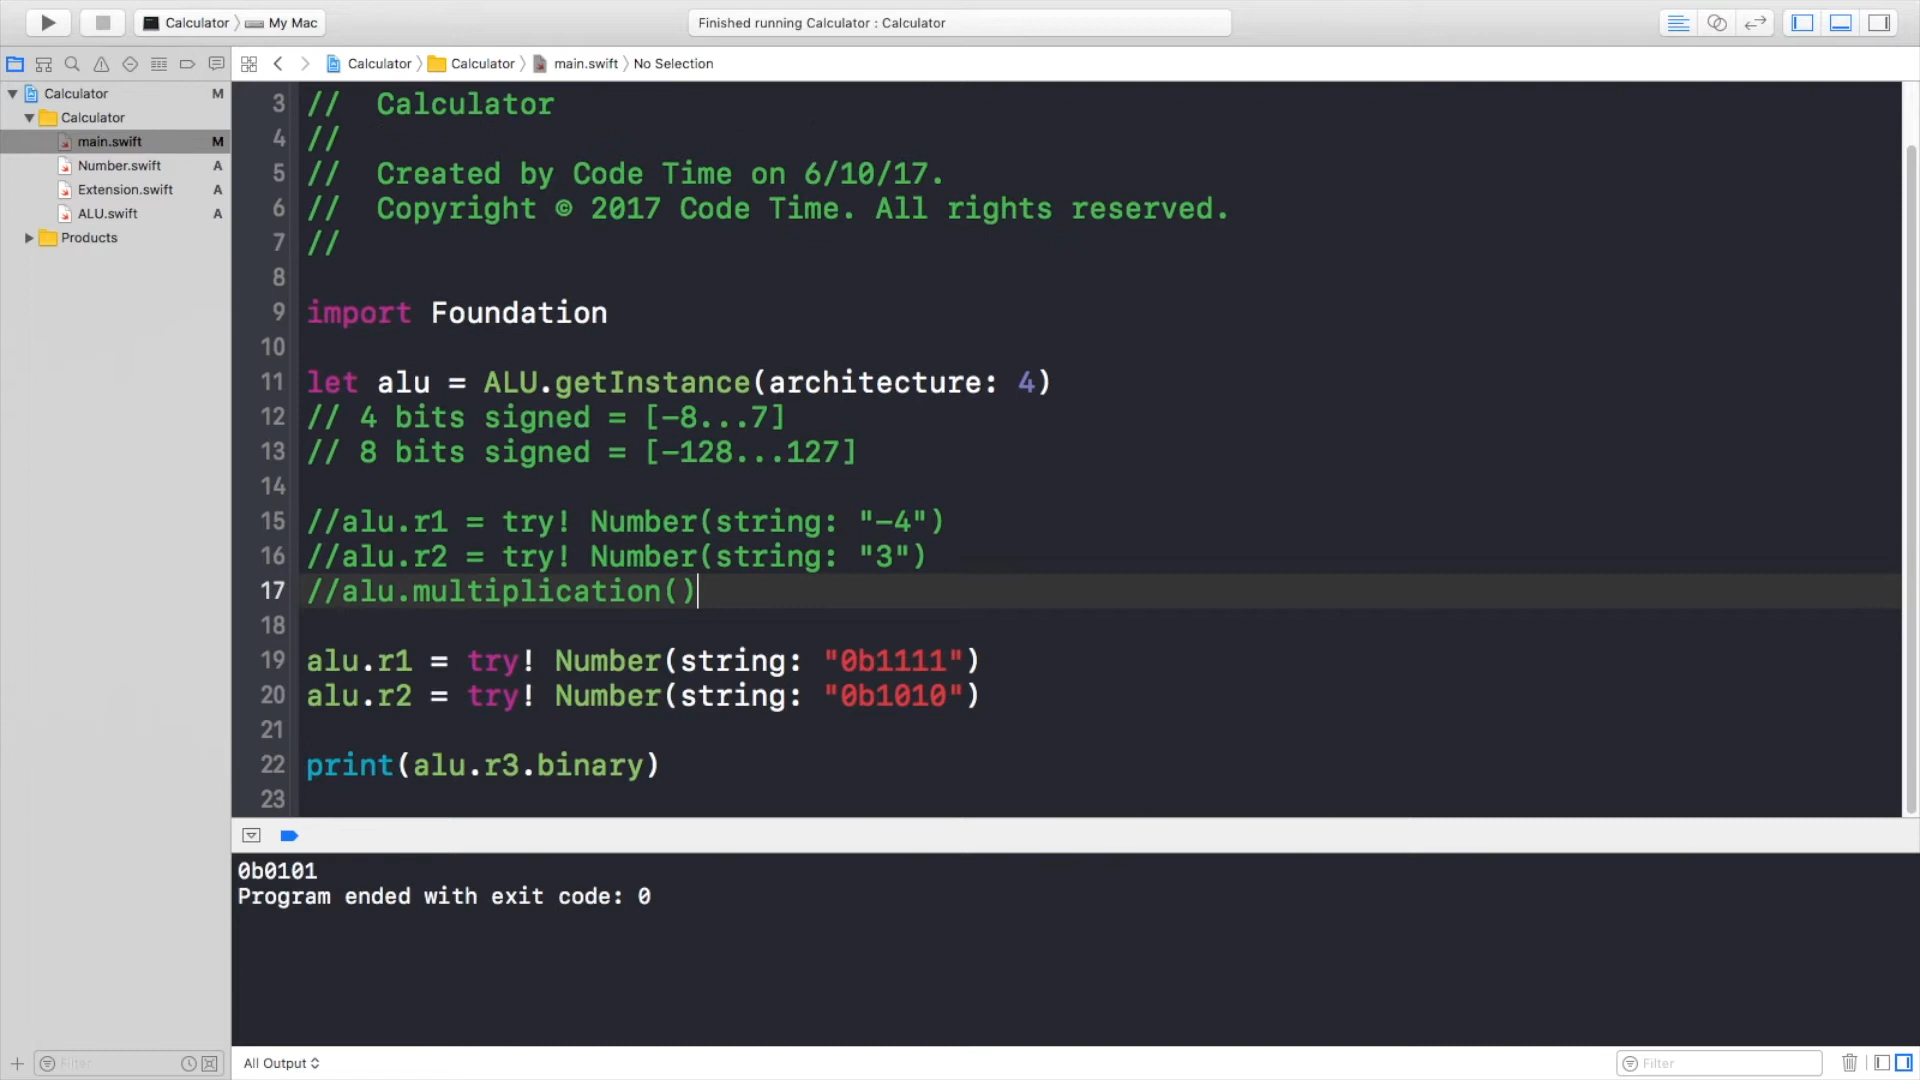 Calculator 〉 My Mac
Finished running Calculator : Calculator
Calculator 〉 Calculator 〉 main.swift 〉 No Selection
Calculator M
Calculator
main.swift M
Number.swift A
Extension.swift A
ALU.swift A
Products
3 //  Calculator
4 //
5 //  Created by Code Time on 6/10/17.
6 //  Copyright © 2017 Code Time. All rights reserved.
7 //
8
9 import Foundation
10
11 let alu = ALU.getInstance(architecture: 4)
12 // 4 bits signed = [-8...7]
13 // 8 bits signed = [-128...127]
14
15 //alu.r1 = try! Number(string: "-4")
16 //alu.r2 = try! Number(string: "3")
17 //alu.multiplication()
18
19 alu.r1 = try! Number(string: "0b1111")
20 alu.r2 = try! Number(string: "0b1010")
21
22 print(alu.r3.binary)
23
0b0101
Program ended with exit code: 0
Filter
All Output
Filter